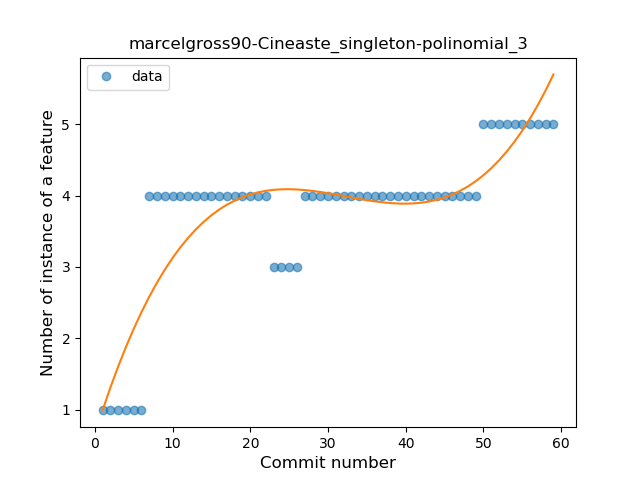 marcelgross90-Cineaste_singleton-polinomial_3
data
Number of instance of a feature
5
4
3
2
1
0 10 20 30 40 50 60
Commit number